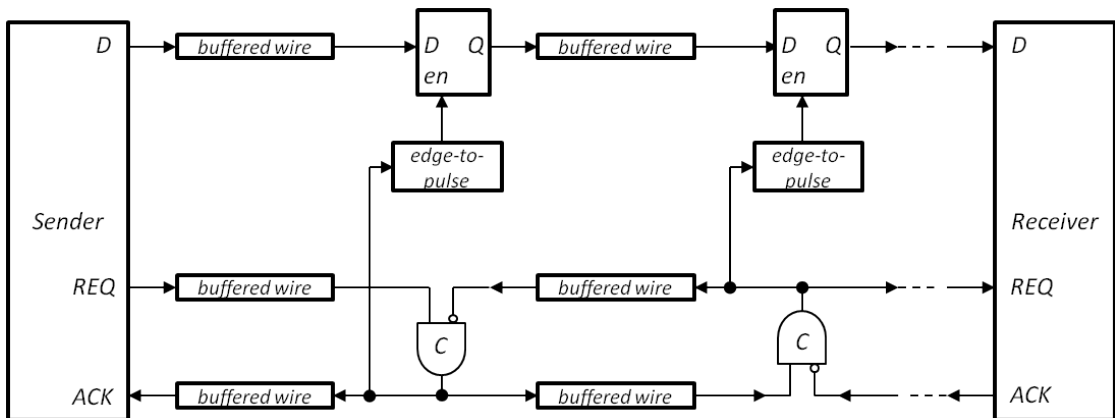 D
buffered wire
D
Q
buffered wire
D
Q
D
en
en
edge-to-
pulse
edge-to-
pulse
Sender
Receiver
REQ
buffered wire
buffered wire
REQ
C
C
ACK
buffered wire
buffered wire
ACK